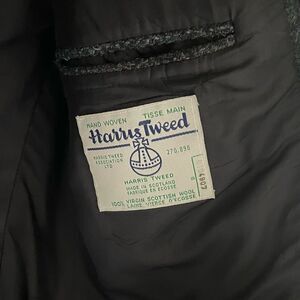 HAND WOVEN TISSE MAIN
Harris Tweed
HARRIS TWEED
ASSOCIATION
LTD
HARRIS TWEED
MADE IN SCOTLAND
FABRIQUE EN ECOSSE
100% VIRGIN SCOTTISH WOOL
LAINE VIERGE D'ECOSSE